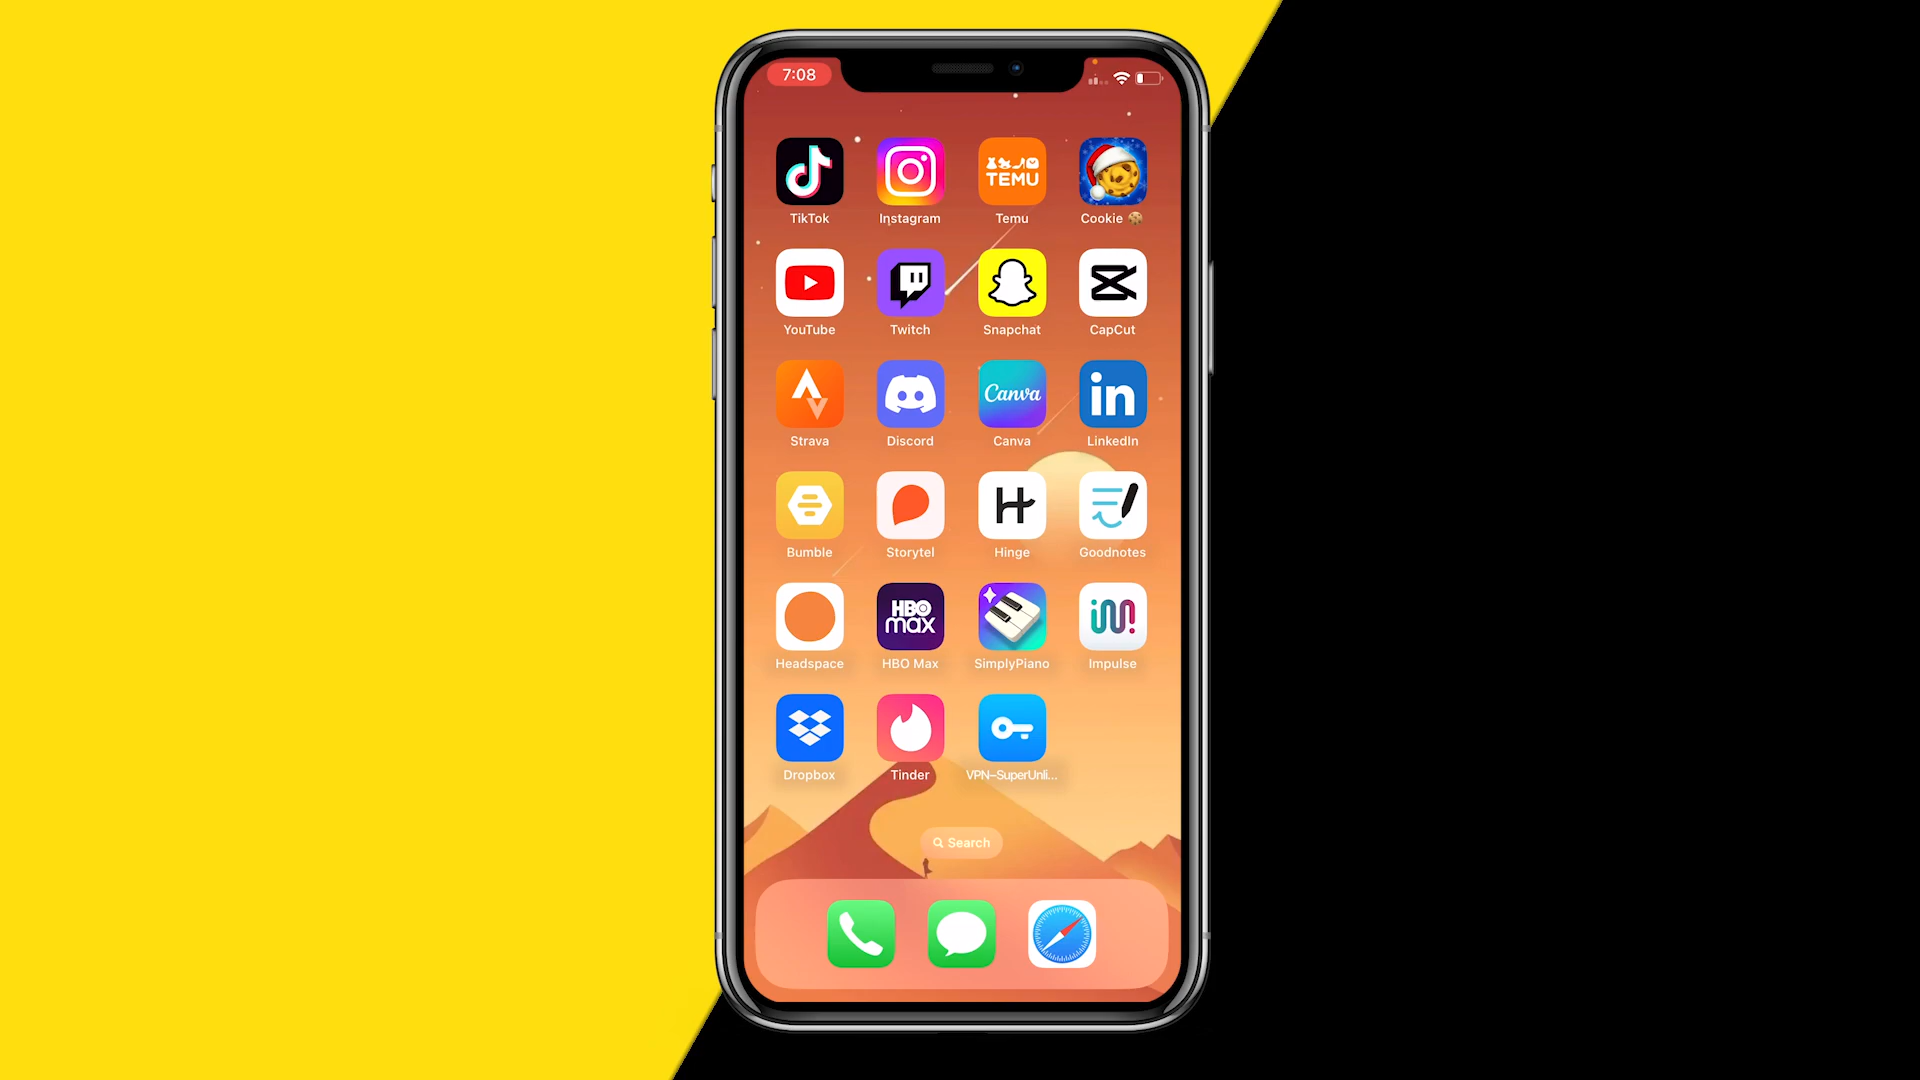 7:08
TEMU
TikTok Instagram Temu Cookie 🍪
YouTube Twitch Snapchat CapCut
Canva in
Strava Discord Canva LinkedIn
H
Bumble Storytel Hinge Goodnotes
HBO
max
im!
Headspace HBO Max SimplyPiano Impulse
Dropbox Tinder VPN-SuperUnli...
Search